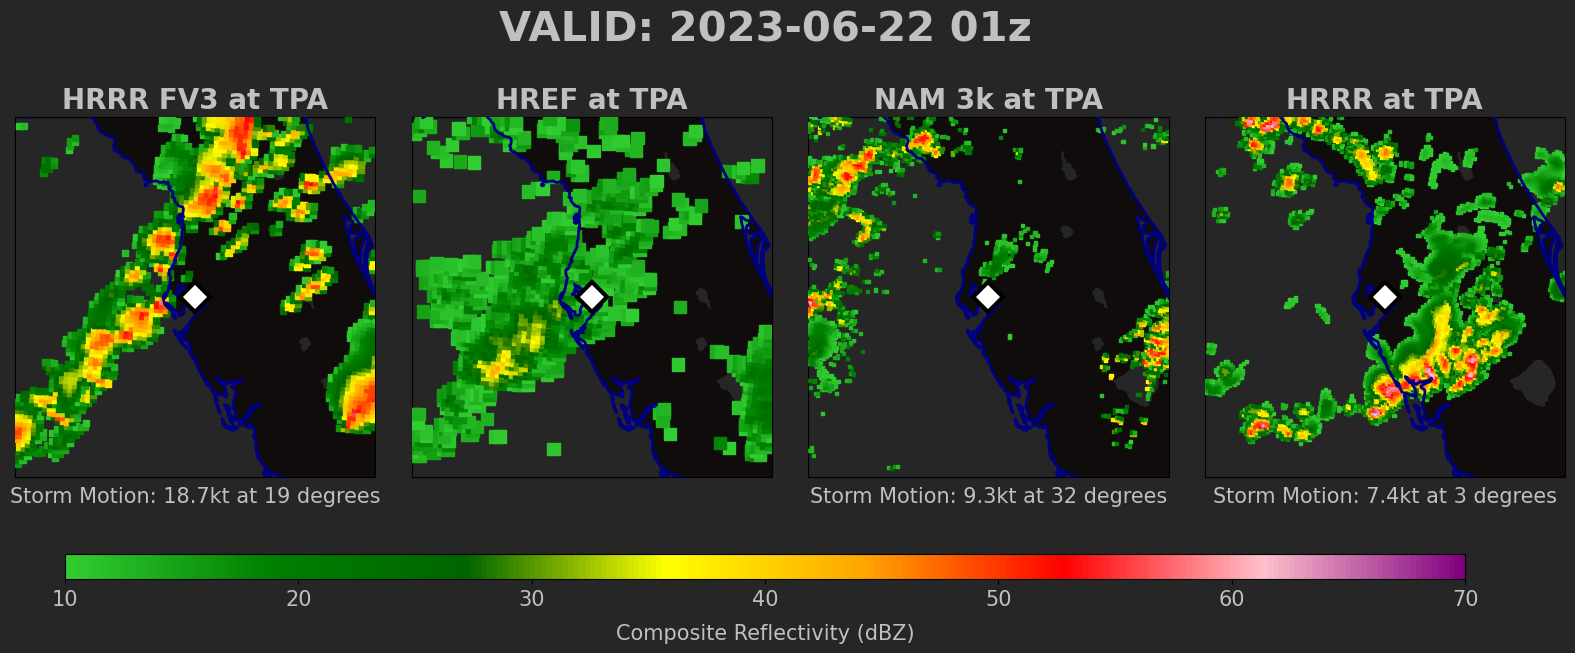 VALID: 2023-06-22 01z
HRRR FV3 at TPA
HREF at TPA
NAM 3k at TPA
HRRR at TPA
Storm Motion: 18.7kt at 19 degrees
Storm Motion: 9.3kt at 32 degrees
Storm Motion: 7.4kt at 3 degrees
10 20 30 40 50 60 70
Composite Reflectivity (dBZ)